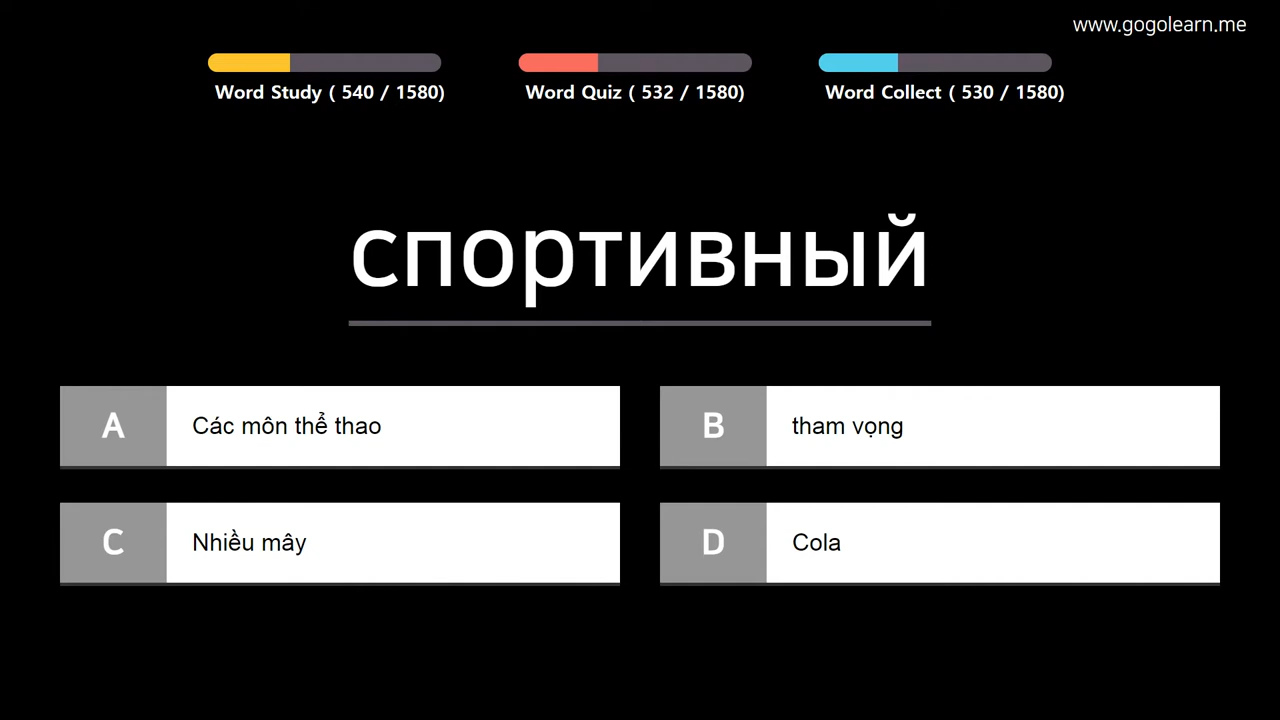 www.gogolearn.me
Word Study ( 540 / 1580)
Word Quiz ( 532 / 1580)
Word Collect ( 530 / 1580)
спортивный
A Các môn thể thao
B tham vọng
C Nhiều mây
D Cola